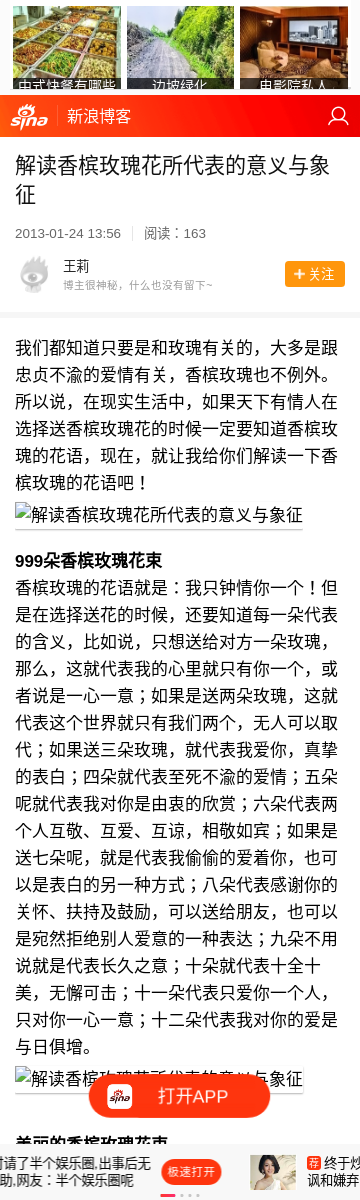 中式快餐有哪些
边坡绿化
电影院私人
sina
新浪博客
解读香槟玫瑰花所代表的意义与象
征
2013-01-24 13:56
阅读：163
王莉
博主很神秘，什么也没有留下~
+ 关注
我们都知道只要是和玫瑰有关的，大多是跟
忠贞不渝的爱情有关，香槟玫瑰也不例外。
所以说，在现实生活中，如果天下有情人在
选择送香槟玫瑰花的时候一定要知道香槟玫
瑰的花语，现在，就让我给你们解读一下香
槟玫瑰的花语吧！
解读香槟玫瑰花所代表的意义与象征
999朵香槟玫瑰花束
香槟玫瑰的花语就是：我只钟情你一个！但
是在选择送花的时候，还要知道每一朵代表
的含义，比如说，只想送给对方一朵玫瑰，
那么，这就代表我的心里就只有你一个，或
者说是一心一意；如果是送两朵玫瑰，这就
代表这个世界就只有我们两个，无人可以取
代；如果送三朵玫瑰，就代表我爱你，真挚
的表白；四朵就代表至死不渝的爱情；五朵
呢就代表我对你是由衷的欣赏；六朵代表两
个人互敬、互爱、互谅，相敬如宾；如果是
送七朵呢，就是代表我偷偷的爱着你，也可
以是表白的另一种方式；八朵代表感谢你的
关怀、扶持及鼓励，可以送给朋友，也可以
是宛然拒绝别人爱意的一种表达；九朵不用
说就是代表长久之意；十朵就代表十全十
美，无懈可击；十一朵代表只爱你一个人，
只对你一心一意；十二朵代表我对你的爱是
与日俱增。
解读香槟玫瑰花所代表的意义与象征
sina
打开APP
美丽的香槟玫瑰花束
请了半个娱乐圈,出事后无
助,网友：半个娱乐圈呢
极速打开
荐 终于
讽和嫌弃